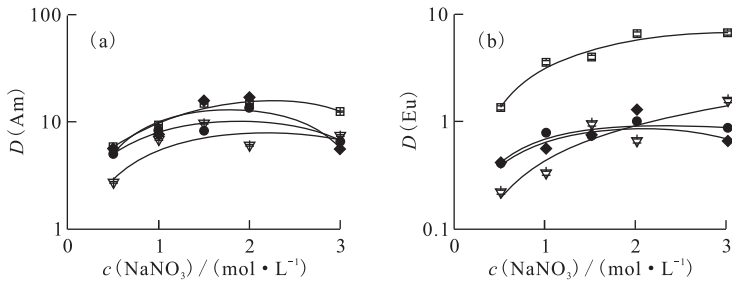 (a)
100
10
1
0
1
2
3
D(Am)
c(NaNO₃)/(mol·L⁻¹)
(b)
10
1
0.1
0
1
2
3
D(Eu)
c(NaNO₃)/(mol·L⁻¹)